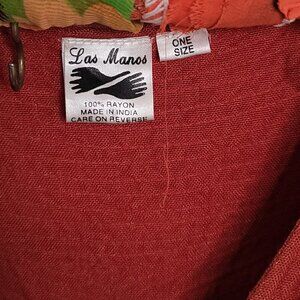 Las Manos
100% RAYON
MADE IN INDIA
CARE ON REVERSE
ONE
SIZE